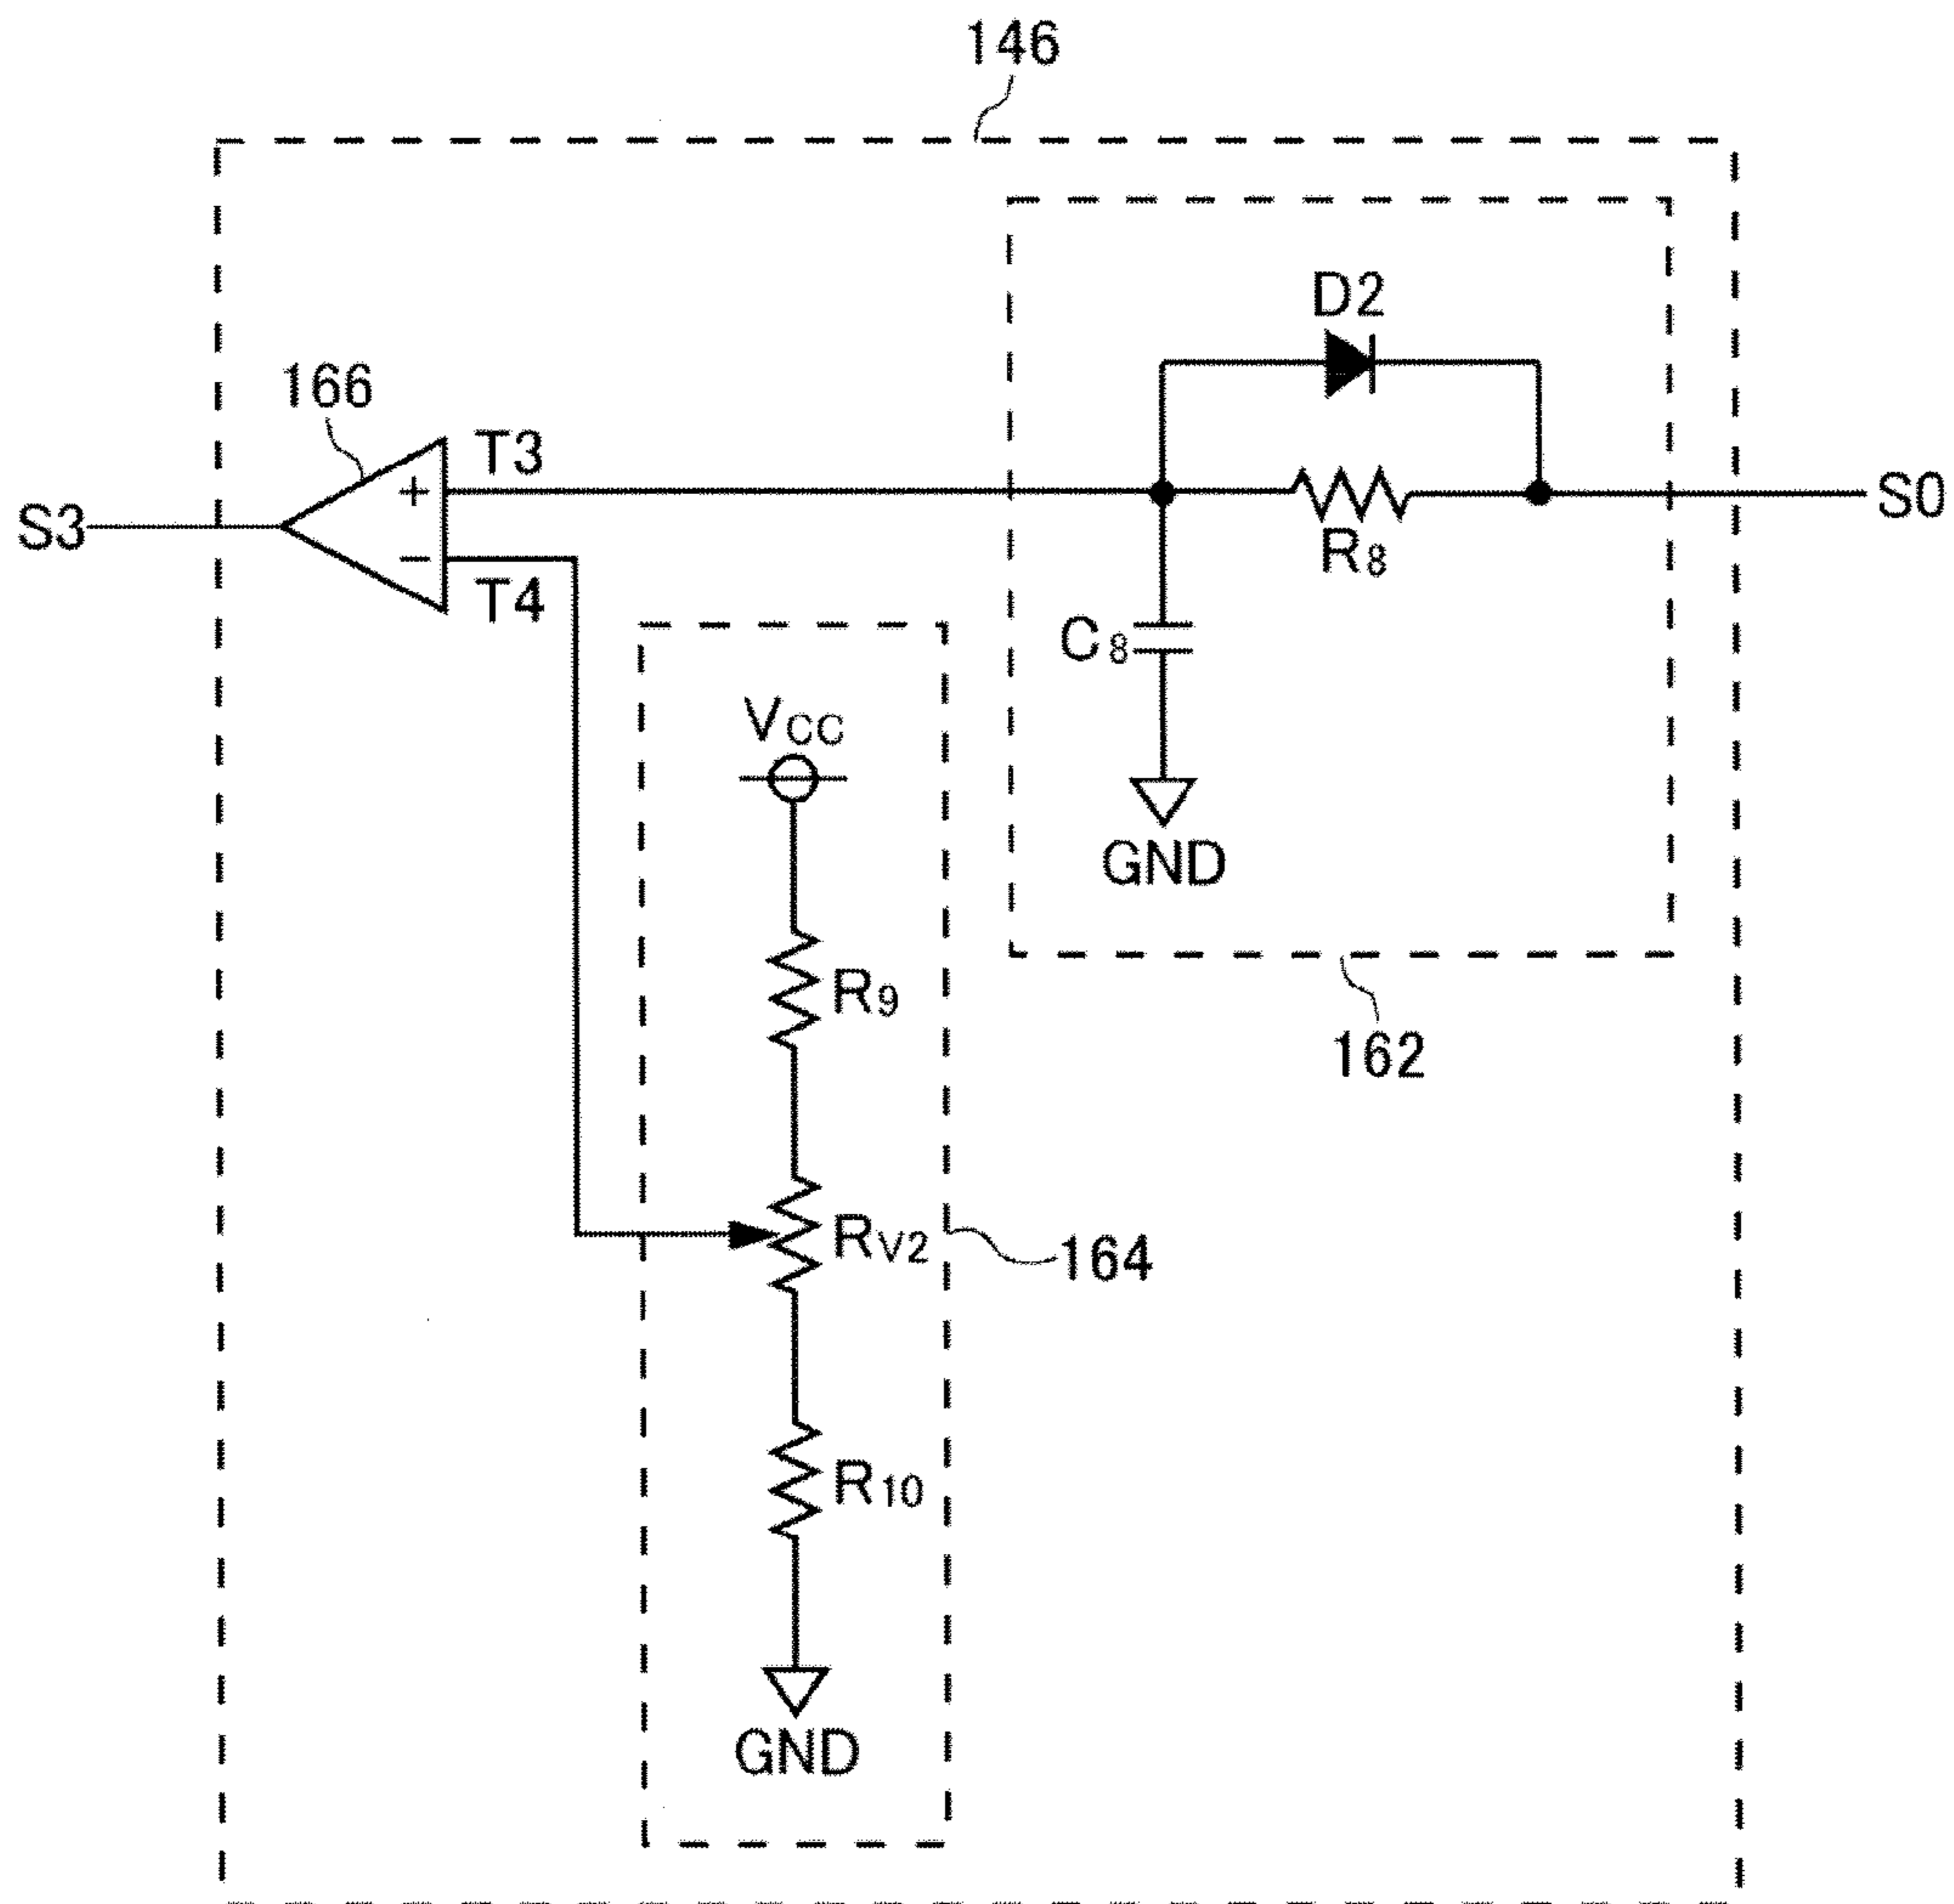 146
D2
166
T3
+
S3
−
T4
R8
S0
C8
VCC
GND
R9
162
RV2
164
R10
GND